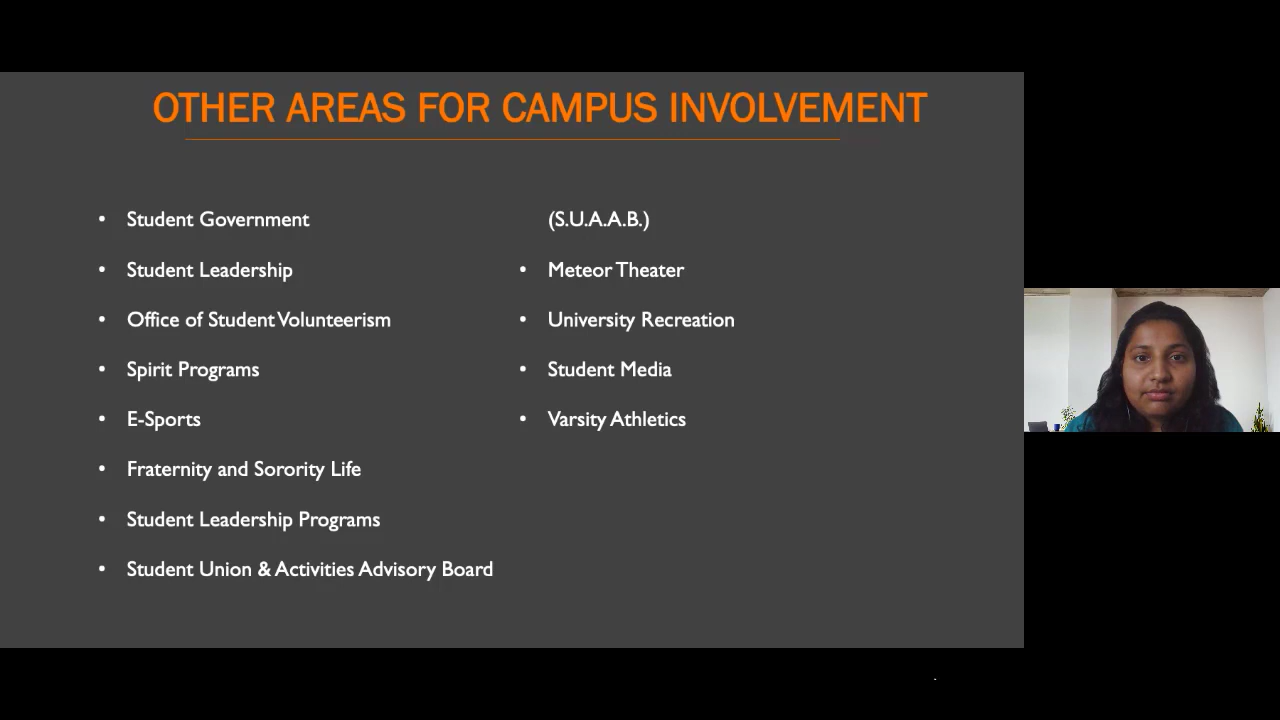 OTHER AREAS FOR CAMPUS INVOLVEMENT
• Student Government
• Student Leadership
• Office of Student Volunteerism
• Spirit Programs
• E-Sports
• Fraternity and Sorority Life
• Student Leadership Programs
• Student Union & Activities Advisory Board
(S.U.A.A.B.)
• Meteor Theater
• University Recreation
• Student Media
• Varsity Athletics